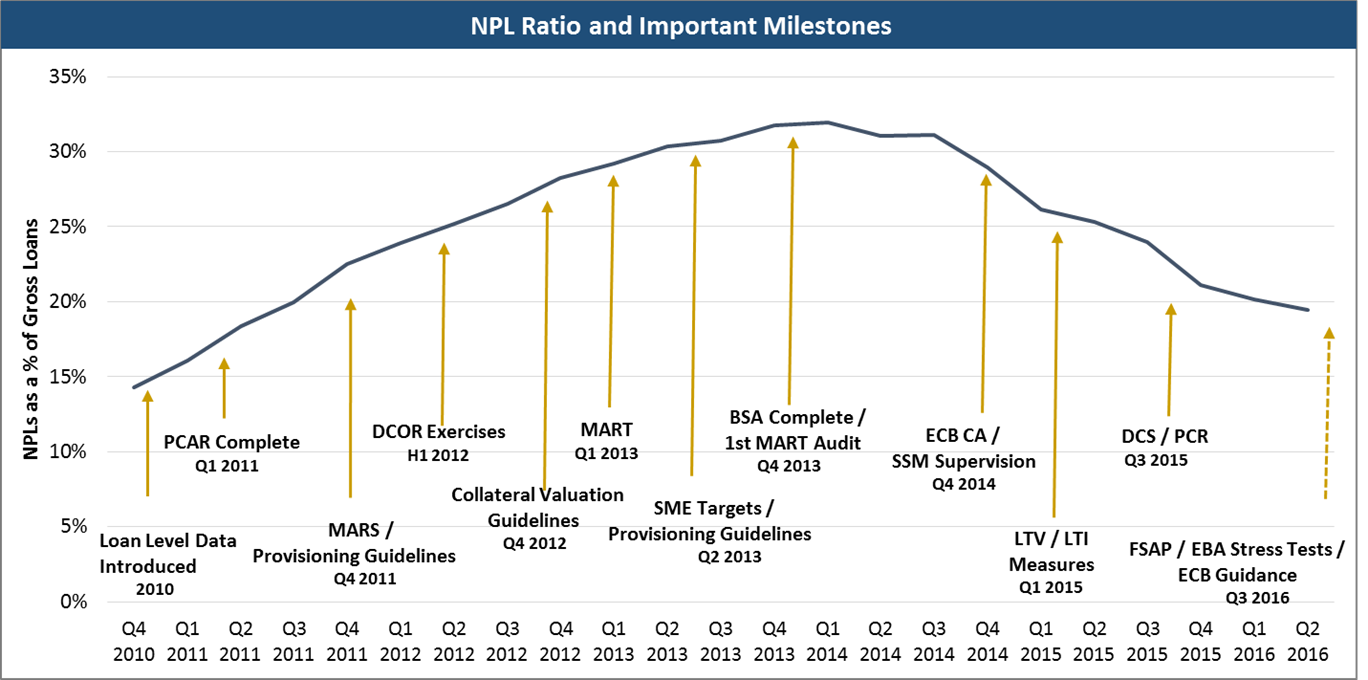 NPL Ratio and Important Milestones
NPLs as a % of Gross Loans
35%
30%
25%
20%
15%
10%
5%
0%
Loan Level Data
Introduced
2010
PCAR Complete
Q1 2011
MARS /
Provisioning Guidelines
Q4 2011
DCOR Exercises
H1 2012
Collateral Valuation
Guidelines
Q4 2012
MART
Q1 2013
SME Targets /
Provisioning Guidelines
Q2 2013
BSA Complete /
1st MART Audit
Q4 2013
ECB CA /
SSM Supervision
Q4 2014
LTV / LTI
Measures
Q1 2015
DCS / PCR
Q3 2015
FSAP / EBA Stress Tests /
ECB Guidance
Q3 2016
Q4 Q1 Q2 Q3 Q4 Q1 Q2 Q3 Q4 Q1 Q2 Q3 Q4 Q1 Q2 Q3 Q4 Q1 Q2 Q3 Q4 Q1 Q2
2010 2011 2011 2011 2011 2012 2012 2012 2012 2013 2013 2013 2013 2014 2014 2014 2014 2015 2015 2015 2015 2016 2016